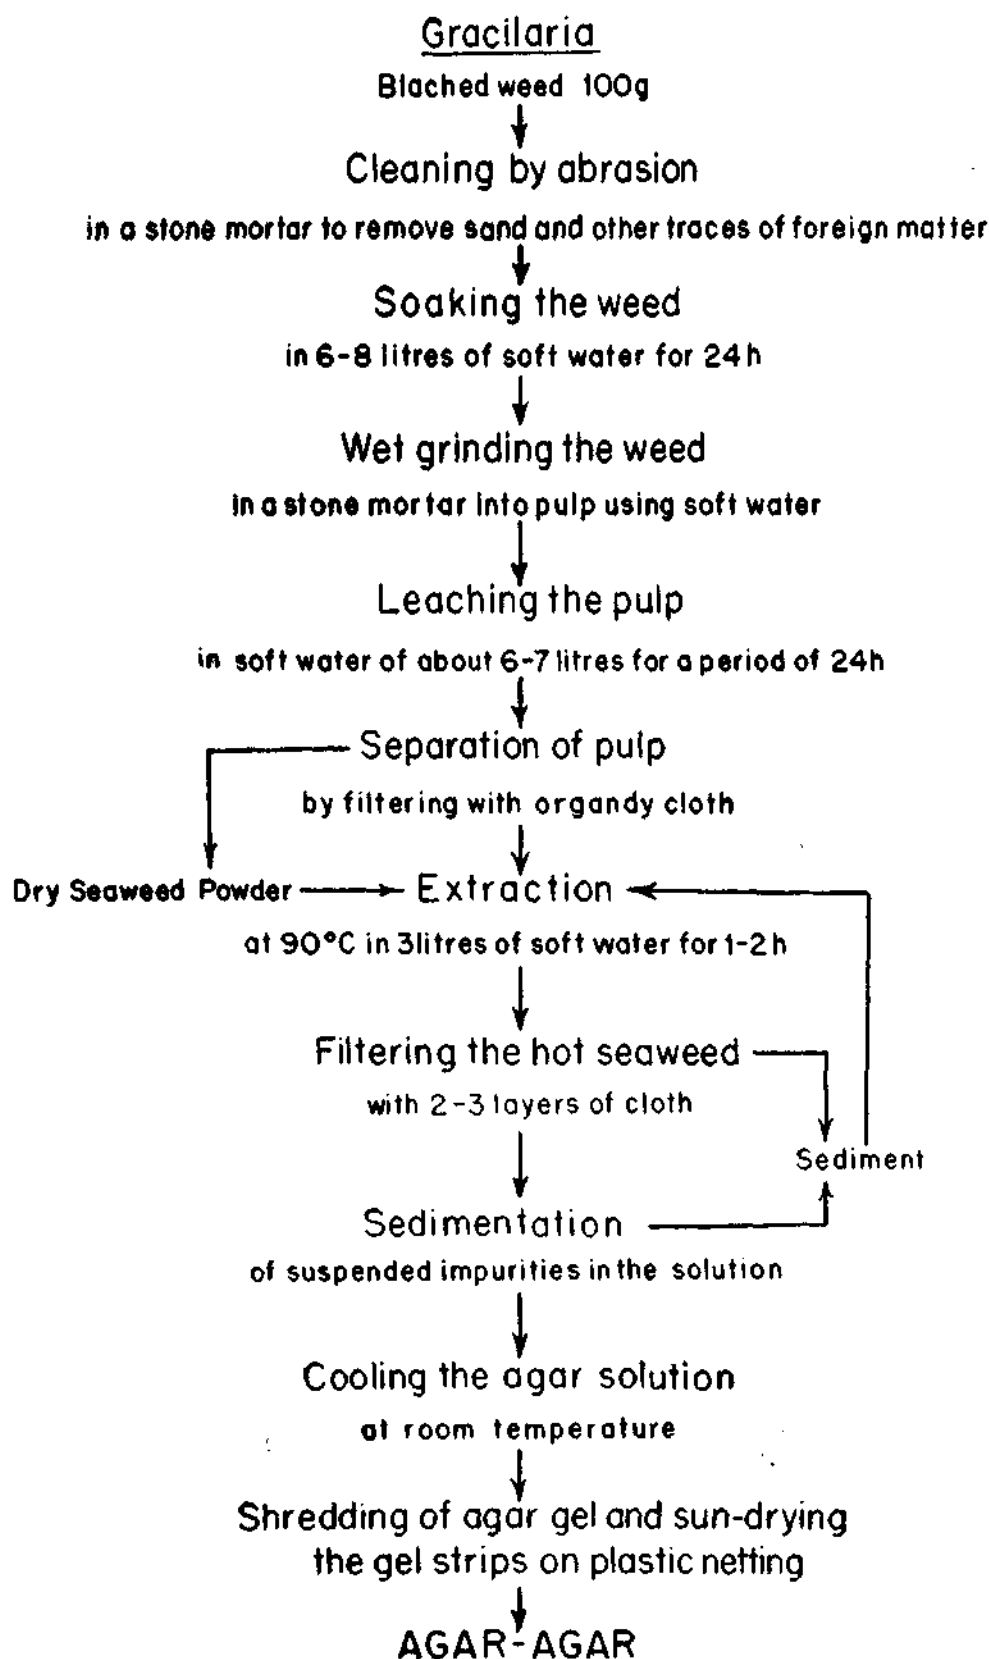 Gracilaria
Blached weed 100g
Cleaning by abrasion
in a stone mortar to remove sand and other traces of foreign matter
Soaking the weed
in 6-8 litres of soft water for 24h
Wet grinding the weed
in a stone mortar into pulp using soft water
Leaching the pulp
in soft water of about 6-7 litres for a period of 24h
Separation of pulp
by filtering with organdy cloth
Dry Seaweed Powder
Extraction
at 90°C in 3litres of soft water for 1-2h
Filtering the hot seaweed
with 2-3 layers of cloth
Sediment
Sedimentation
of suspended impurities in the solution
Cooling the agar solution
at room temperature
Shredding of agar gel and sun-drying
the gel strips on plastic netting
AGAR-AGAR